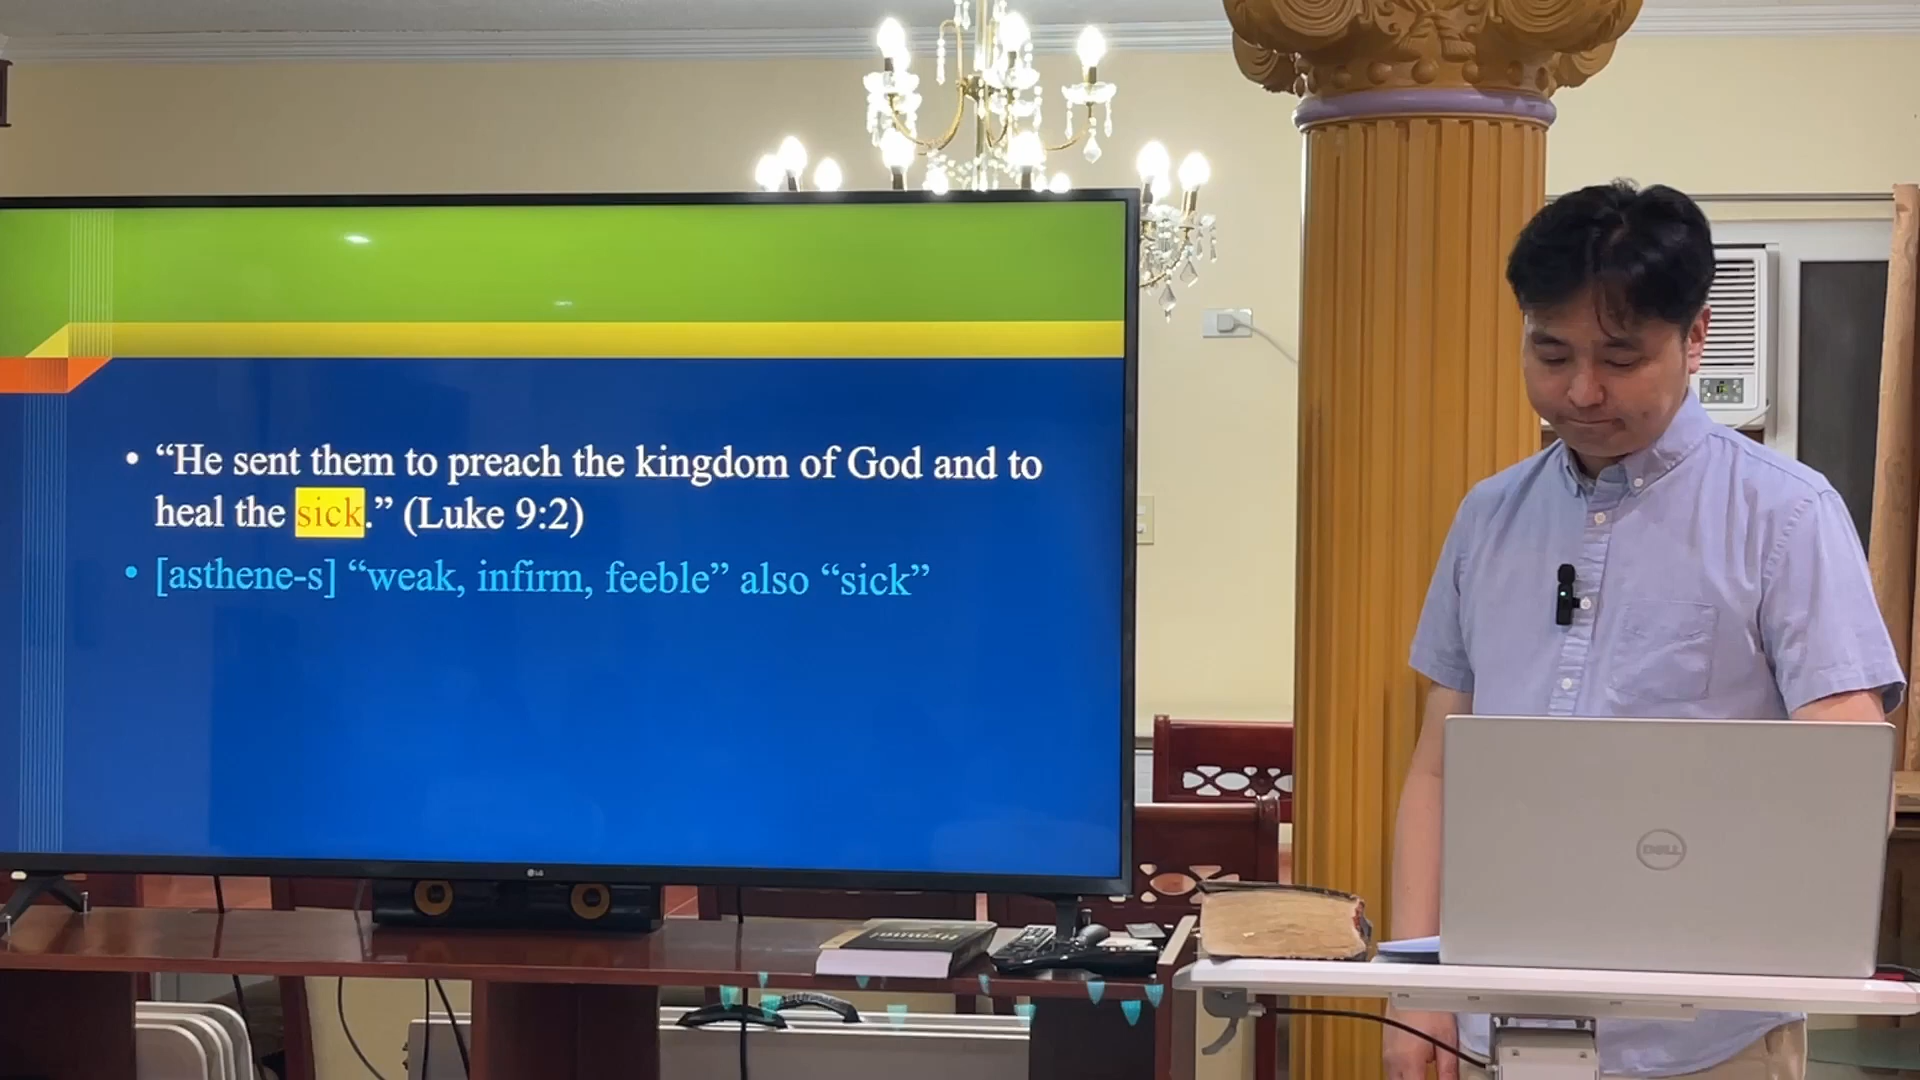 • “He sent them to preach the kingdom of God and to
heal the sick.” (Luke 9:2)
• [asthene-s] “weak, infirm, feeble” also “sick”
LG
DELL
Hymnal